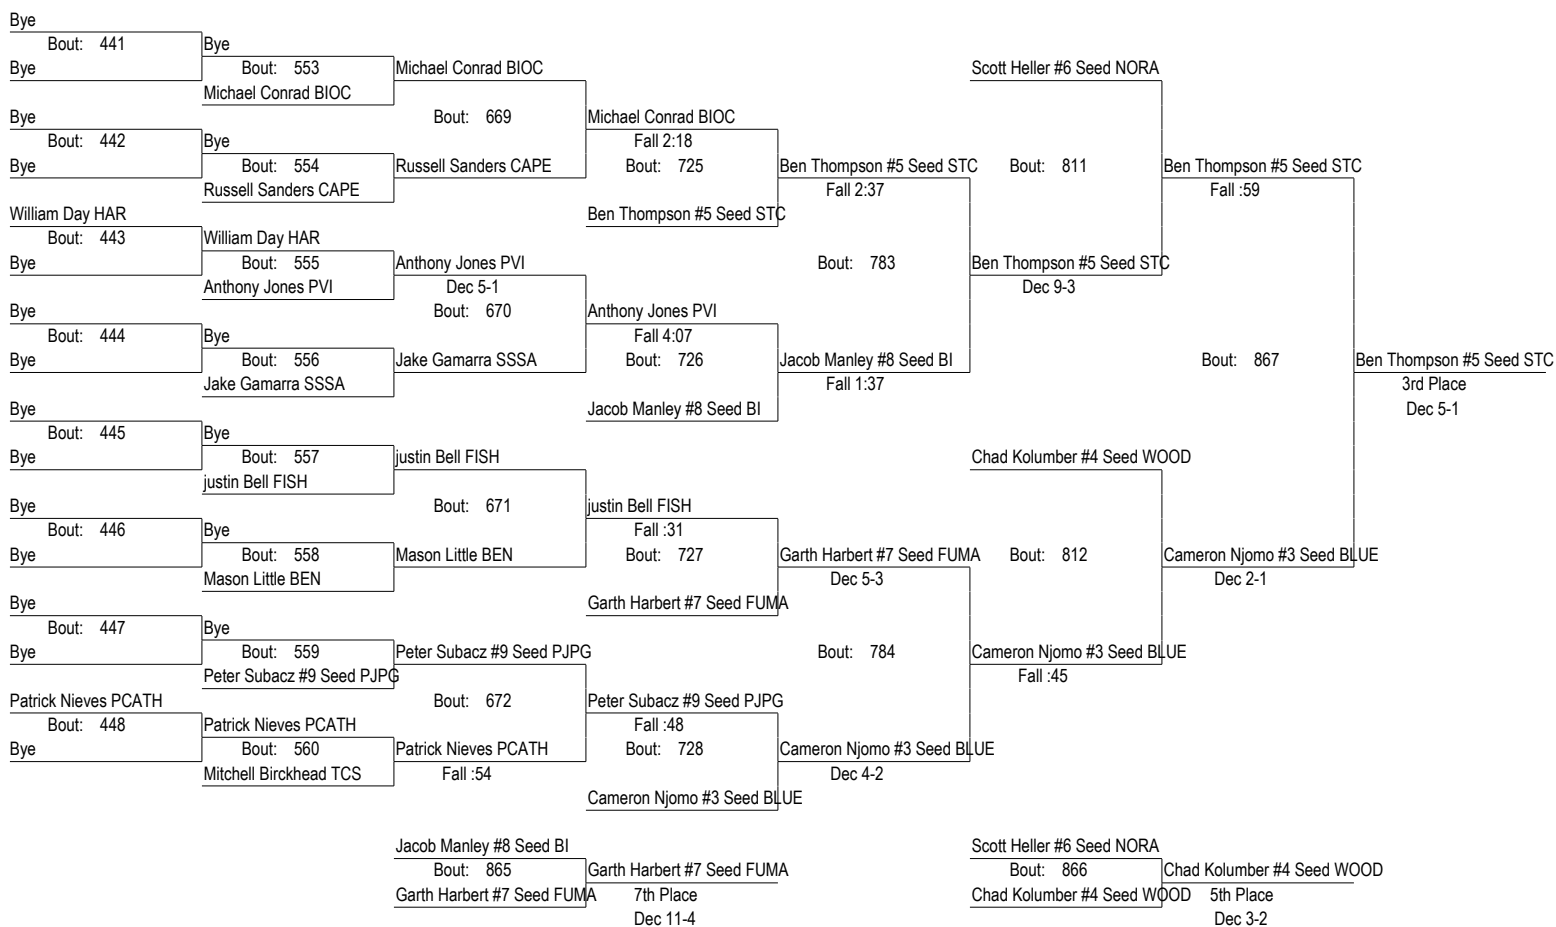 Bye
Bout: 441
Bye
Bye
Bout: 442
Bye
William Day HAR
Bout: 443
Bye
Bye
Bout: 444
Bye
Bye
Bout: 445
Bye
Bye
Bout: 446
Bye
Bye
Bout: 447
Bye
Patrick Nieves PCATH
Bout: 448
Bye
Bye
Bout: 553
Michael Conrad BIOC
Bye
Bout: 554
Russell Sanders CAPE
William Day HAR
Bout: 555
Anthony Jones PVI
Bye
Bout: 556
Jake Gamarra SSSA
Bye
Bout: 557
justin Bell FISH
Bye
Bout: 558
Mason Little BEN
Bye
Bout: 559
Peter Subacz #9 Seed PJPG
Patrick Nieves PCATH
Bout: 560
Mitchell Birckhead TCS
Michael Conrad BIOC
Bout: 669
Russell Sanders CAPE
Anthony Jones PVI
Dec 5-1
Bout: 670
Jake Gamarra SSSA
justin Bell FISH
Bout: 671
Mason Little BEN
Peter Subacz #9 Seed PJPG
Bout: 672
Patrick Nieves PCATH
Fall :54
Michael Conrad BIOC
Fall 2:18
Bout: 725
Ben Thompson #5 Seed STC
Anthony Jones PVI
Fall 4:07
Bout: 726
Jacob Manley #8 Seed BI
justin Bell FISH
Fall :31
Bout: 727
Garth Harbert #7 Seed FUMA
Peter Subacz #9 Seed PJPG
Fall :48
Bout: 728
Cameron Njomo #3 Seed BLUE
Ben Thompson #5 Seed STC
Fall 2:37
Bout: 783
Jacob Manley #8 Seed BI
Fall 1:37
Garth Harbert #7 Seed FUMA
Dec 5-3
Bout: 784
Cameron Njomo #3 Seed BLUE
Dec 4-2
Scott Heller #6 Seed NORA
Bout: 811
Ben Thompson #5 Seed STC
Dec 9-3
Chad Kolumber #4 Seed WOOD
Bout: 812
Cameron Njomo #3 Seed BLUE
Fall :45
Ben Thompson #5 Seed STC
Fall :59
Bout: 867
Cameron Njomo #3 Seed BLUE
Dec 2-1
Ben Thompson #5 Seed STC
3rd Place
Dec 5-1
Jacob Manley #8 Seed BI
Bout: 865
Garth Harbert #7 Seed FUMA
Garth Harbert #7 Seed FUMA
7th Place
Dec 11-4
Scott Heller #6 Seed NORA
Bout: 866
Chad Kolumber #4 Seed WOOD
Chad Kolumber #4 Seed WOOD
5th Place
Dec 3-2